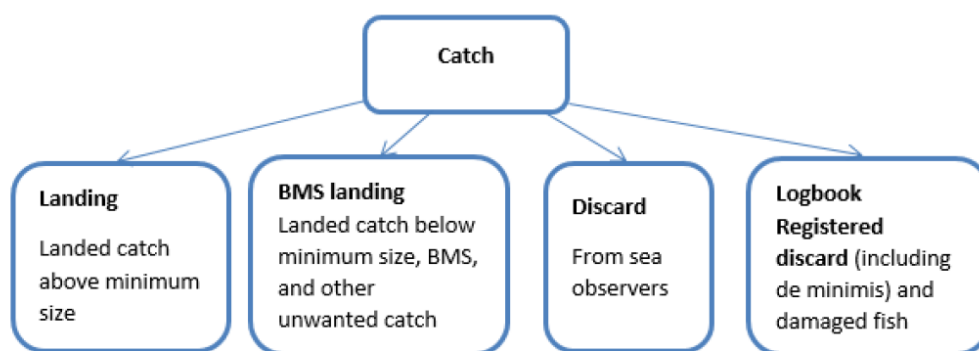 Catch
Landing
Landed catch
above minimum
size
BMS landing
Landed catch below
minimum size, BMS,
and other
unwanted catch
Discard
From sea
observers
Logbook
Registered
discard (including
de minimis) and
damaged fish